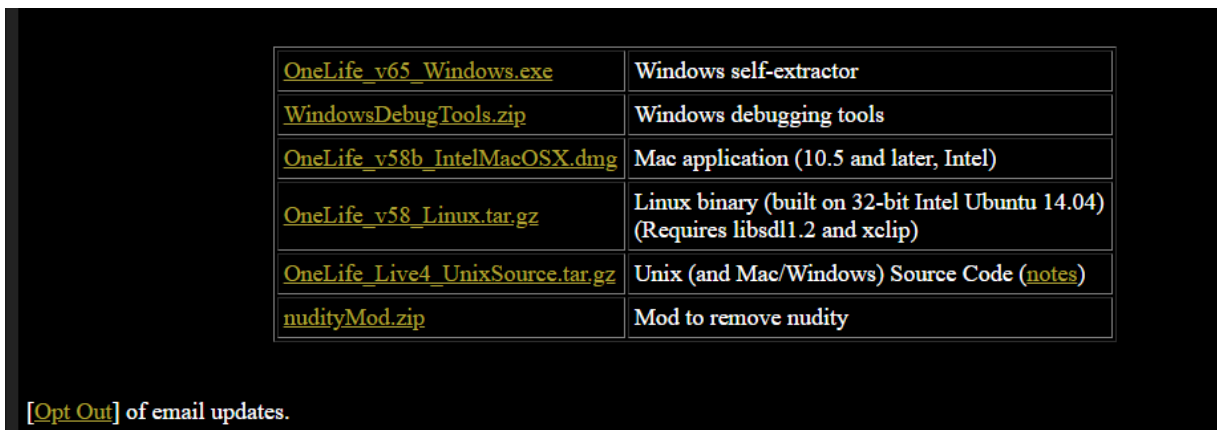 OneLife_v65_Windows.exe Windows self-extractor
WindowsDebugTools.zip Windows debugging tools
OneLife_v58b_IntelMacOSX.dmg Mac application (10.5 and later, Intel)
OneLife_v58_Linux.tar.gz Linux binary (built on 32-bit Intel Ubuntu 14.04)
(Requires libsdl1.2 and xclip)
OneLife_Live4_UnixSource.tar.gz Unix (and Mac/Windows) Source Code (notes)
nudityMod.zip Mod to remove nudity
[Opt Out] of email updates.